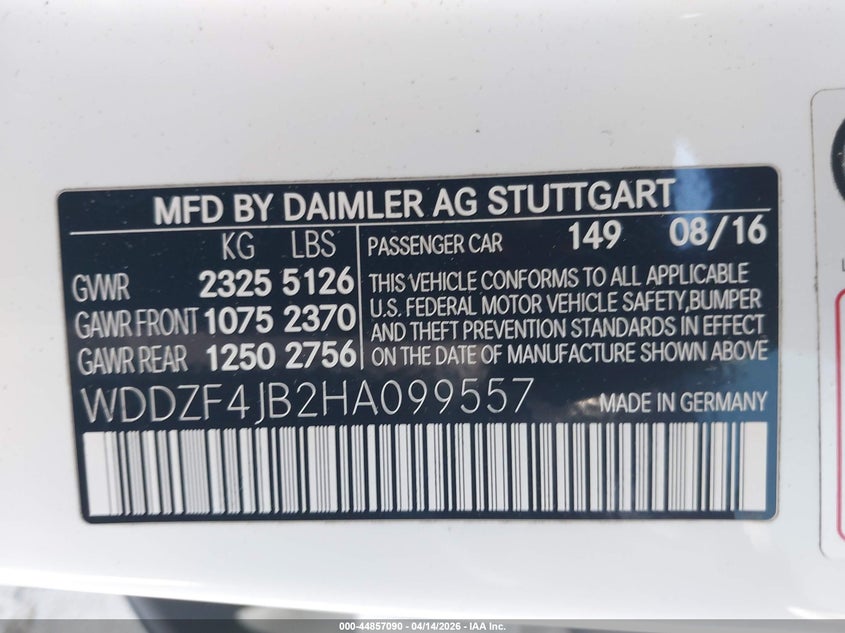 MFD BY DAIMLER AG STUTTGART
KG LBS
GVWR 2325 5126
GAWR FRONT 1075 2370
GAWR REAR 1250 2756
PASSENGER CAR 149 08/16
THIS VEHICLE CONFORMS TO ALL APPLICABLE
U.S. FEDERAL MOTOR VEHICLE SAFETY,BUMPER
AND THEFT PREVENTION STANDARDS IN EFFECT
ON THE DATE OF MANUFACTURE SHOWN ABOVE
WDDZF4JB2HA099557
MADE IN GERMANY
000-44857090 - 04/14/2026 - IAA Inc.